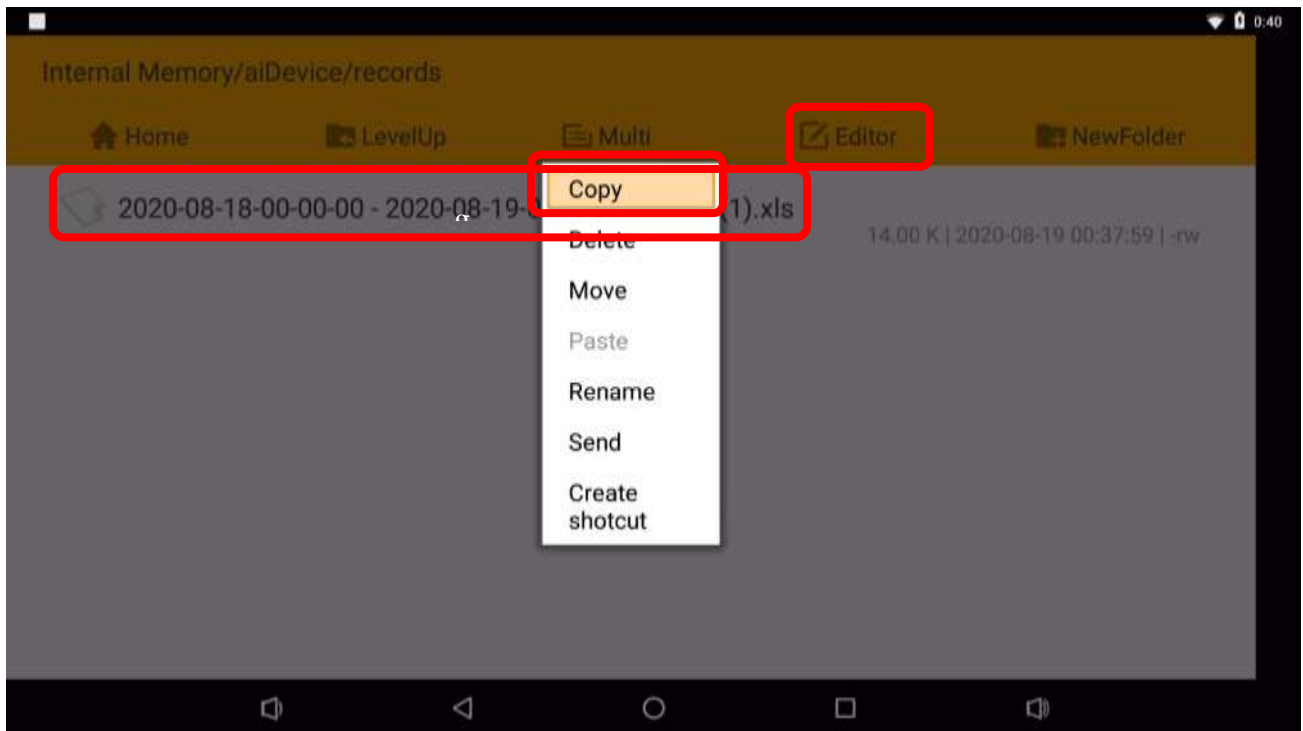 0:40
Internal Memory/aiDevice/records
Home LevelUp Multi Editor NewFolder
2020-08-18-00-00-00 - 2020-08-19-0 (1).xls
14.00 K | 2020-08-19 00:37:59 | -rw
Copy
Delete
Move
Paste
Rename
Send
Create
shotcut